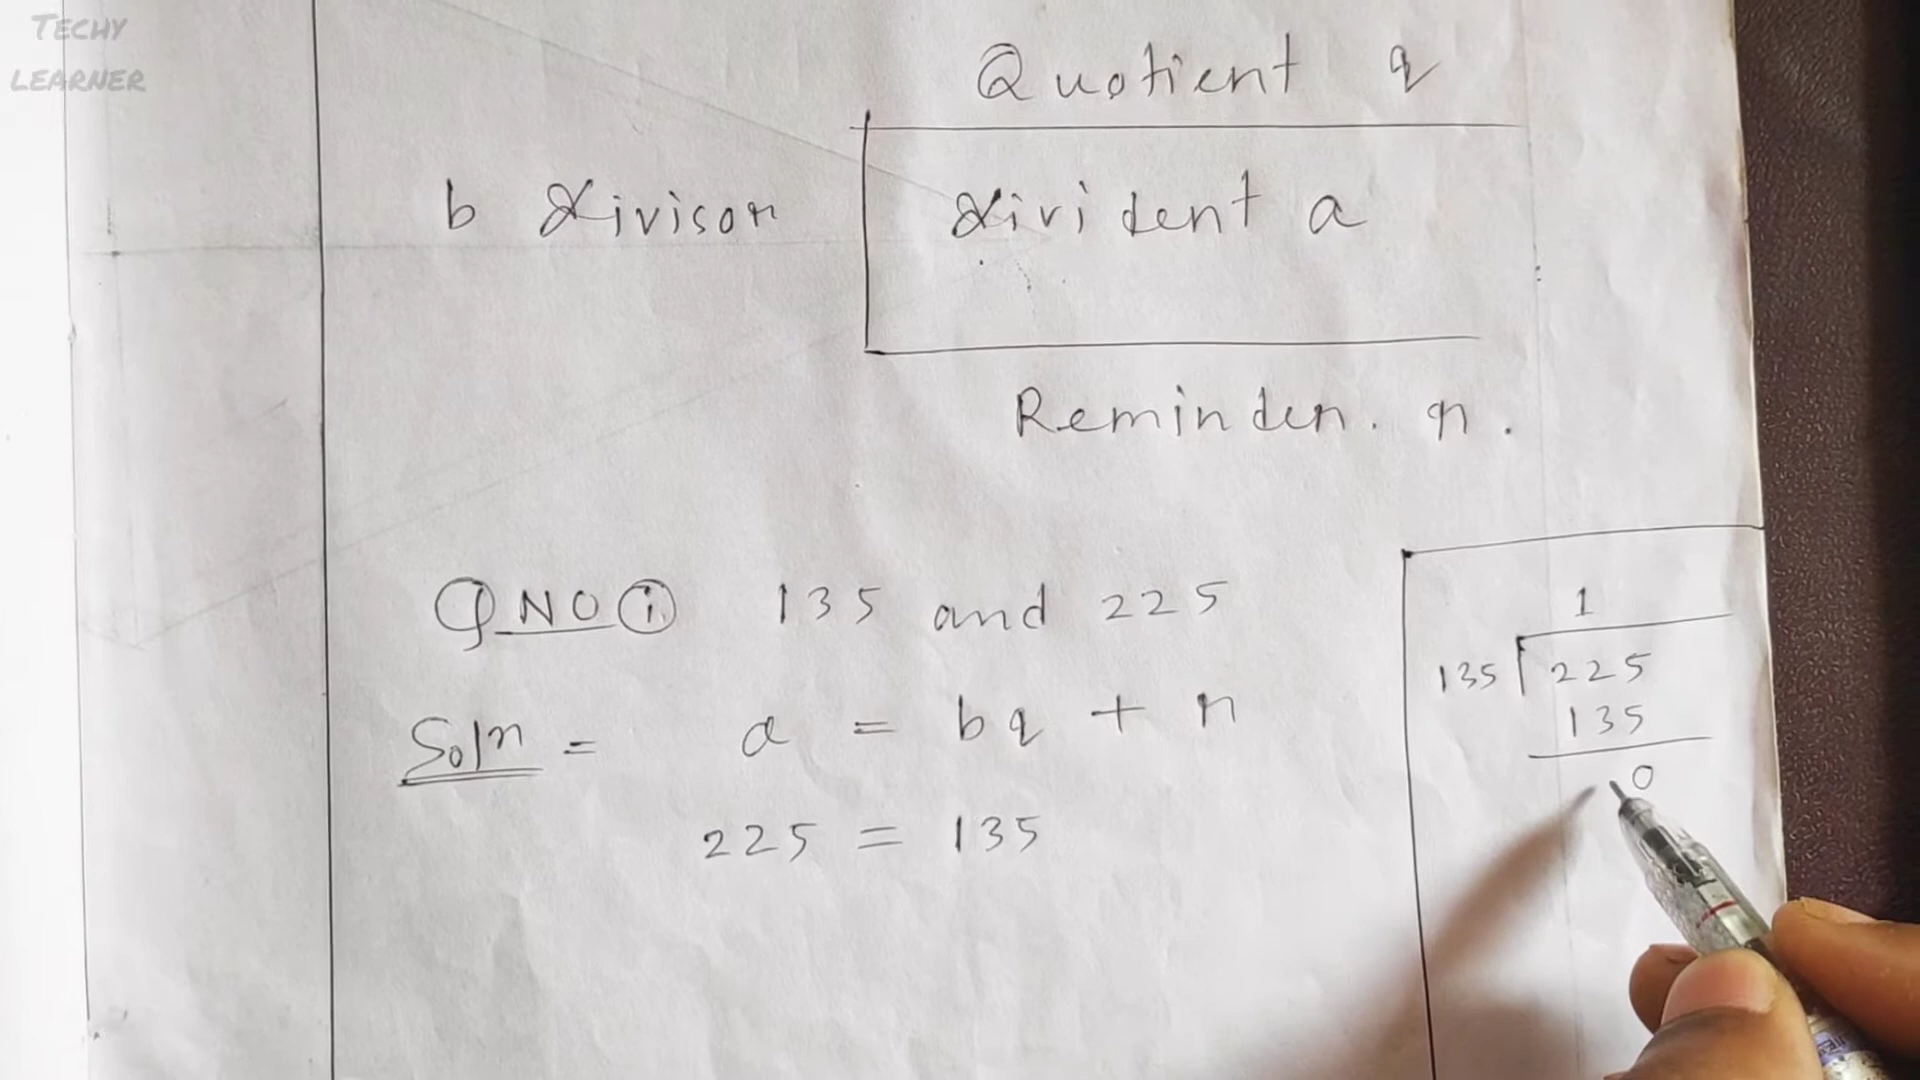 TECHY
LEARNER
Quotient q
b Divisor
Divident a
Reminder. r.
Q NO i 135 and 225
Soln = a = bq + r
225 = 135
1
135 225
135
0